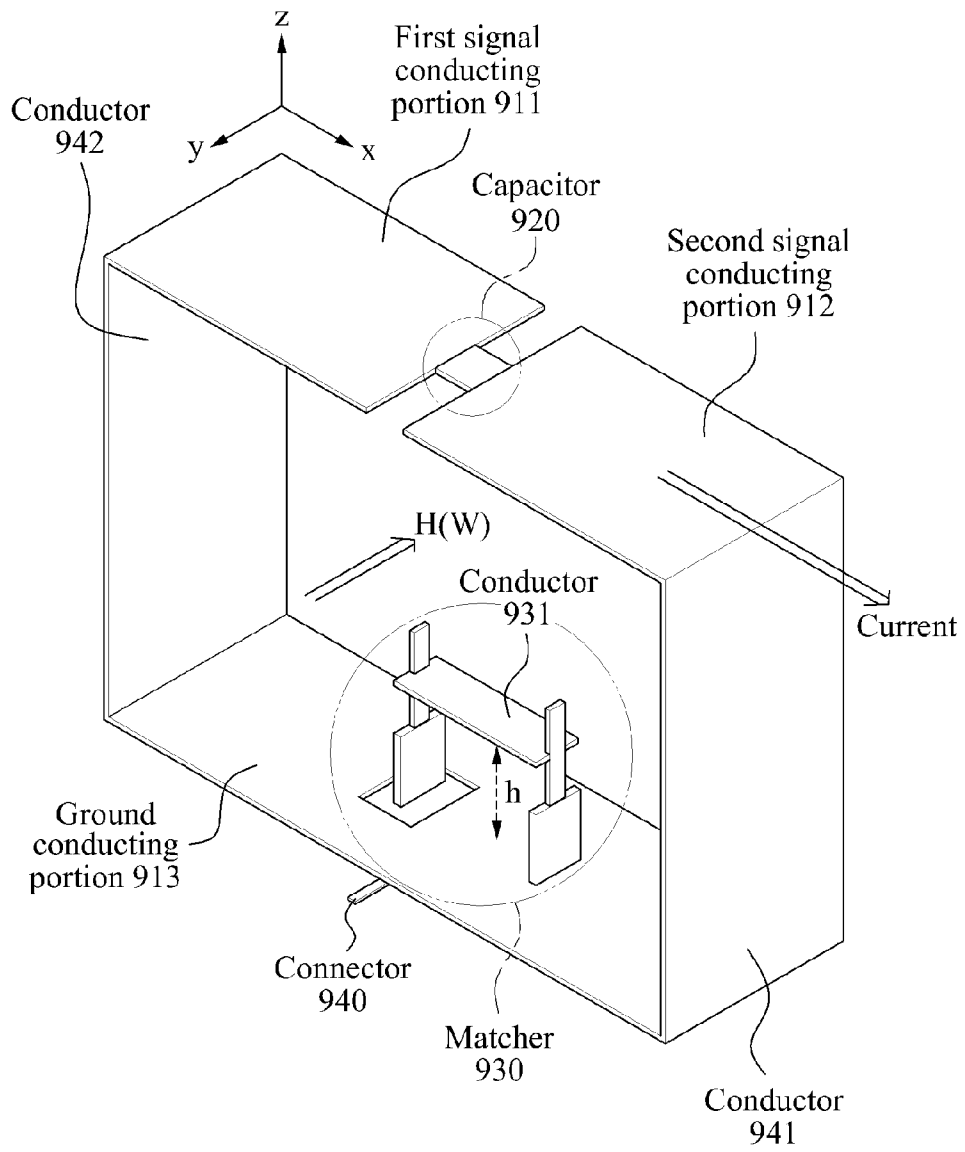 z
y
x
First signal
conducting
portion 911
Conductor
942
Capacitor
920
Second signal
conducting
portion 912
H(W)
Current
Conductor
931
h
Ground
conducting
portion 913
Connector
940
Matcher
930
Conductor
941